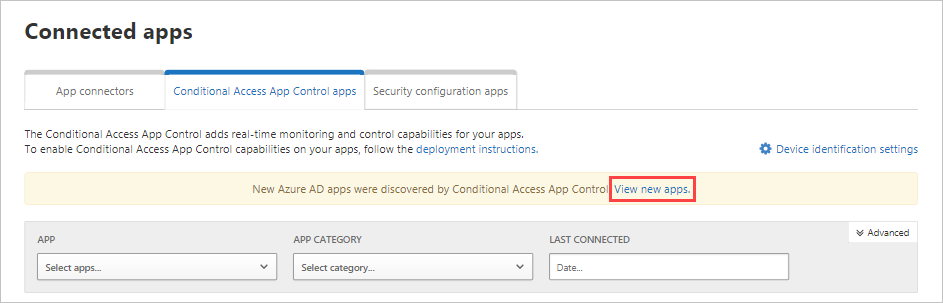 Connected apps
App connectors
Conditional Access App Control apps
Security configuration apps
The Conditional Access App Control adds real-time monitoring and control capabilities for your apps.
To enable Conditional Access App Control capabilities on your apps, follow the deployment instructions.
Device identification settings
New Azure AD apps were discovered by Conditional Access App Control View new apps.
Advanced
APP
APP CATEGORY
LAST CONNECTED
Select apps...
Select category...
Date...